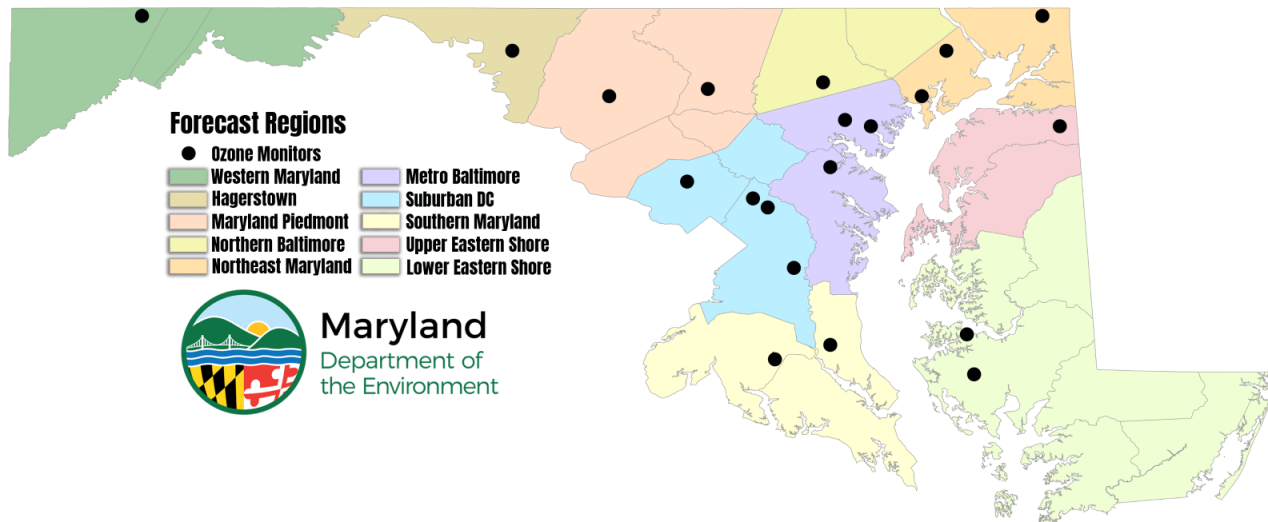 Forecast Regions
Ozone Monitors
Western Maryland
Hagerstown
Maryland Piedmont
Northern Baltimore
Northeast Maryland
Metro Baltimore
Suburban DC
Southern Maryland
Upper Eastern Shore
Lower Eastern Shore
Maryland
Department of
the Environment